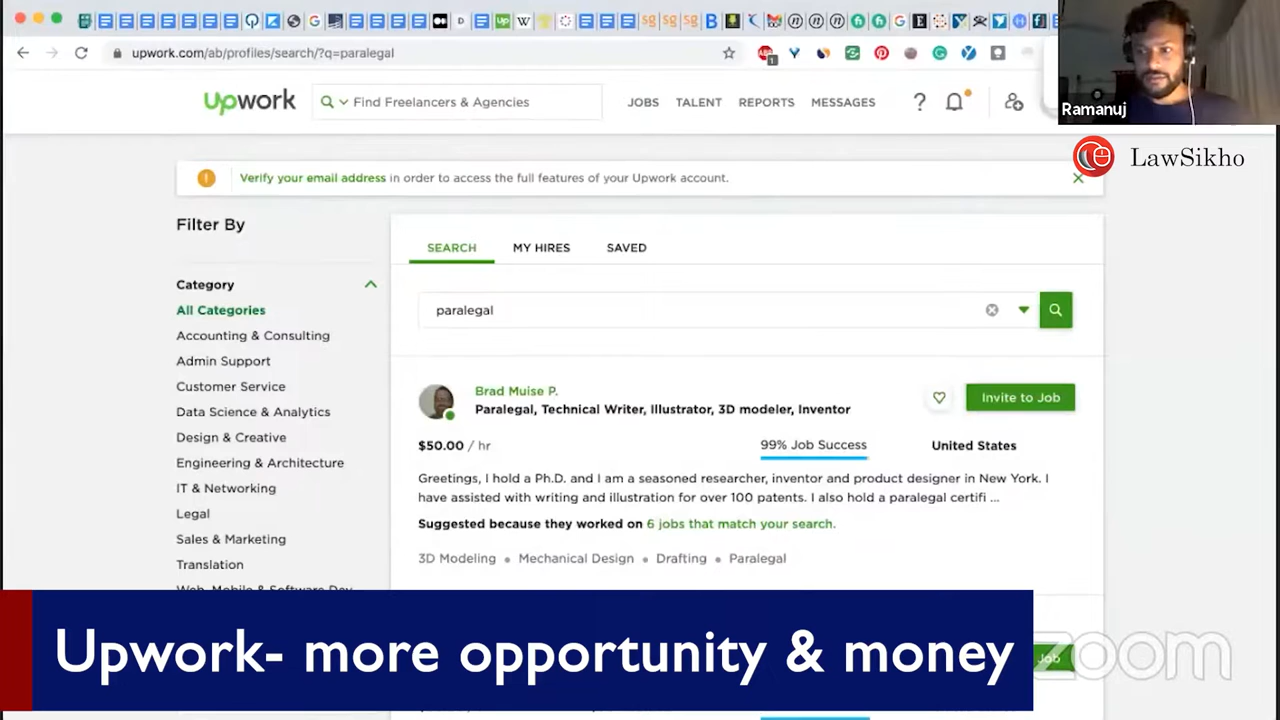 upwork.com/ab/profiles/search/?q=paralegal
upwork
Find Freelancers & Agencies
JOBS TALENT REPORTS MESSAGES
Ramanuj
LawSikho
Verify your email address in order to access the full features of your Upwork account.
Filter By
Category
All Categories
Accounting & Consulting
Admin Support
Customer Service
Data Science & Analytics
Design & Creative
Engineering & Architecture
IT & Networking
Legal
Sales & Marketing
Translation
Web, Mobile & Software Dev
SEARCH MY HIRES SAVED
paralegal
Brad Muise P.
Paralegal, Technical Writer, Illustrator, 3D modeler, Inventor
Invite to Job
$50.00 / hr 99% Job Success United States
Greetings, I hold a Ph.D. and I am a seasoned researcher, inventor and product designer in New York. I
have assisted with writing and illustration for over 100 patents. I also hold a paralegal certifi ...
Suggested because they worked on 6 jobs that match your search.
3D Modeling • Mechanical Design • Drafting • Paralegal
Job
Upwork- more opportunity & money
zoom